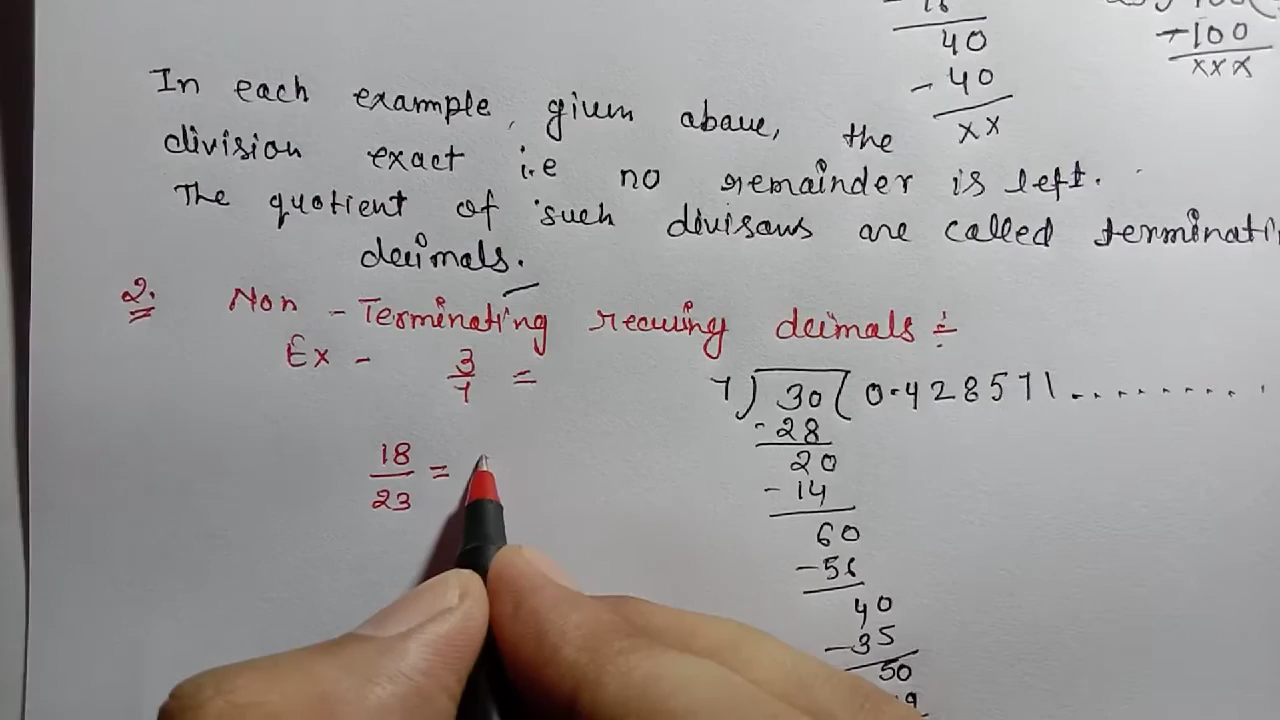 40
- 40
xx
+100
xxx
In each example, given above, the
division exact i.e no remainder is left.
The quotient of such divisons are called terminati
decimals.
2. Non - Terminating recuring decimals ÷
Ex - 3/7 =
7) 30 ( 0.428571...........
- 28
20
- 14
60
- 56
40
- 35
50
18/23 =